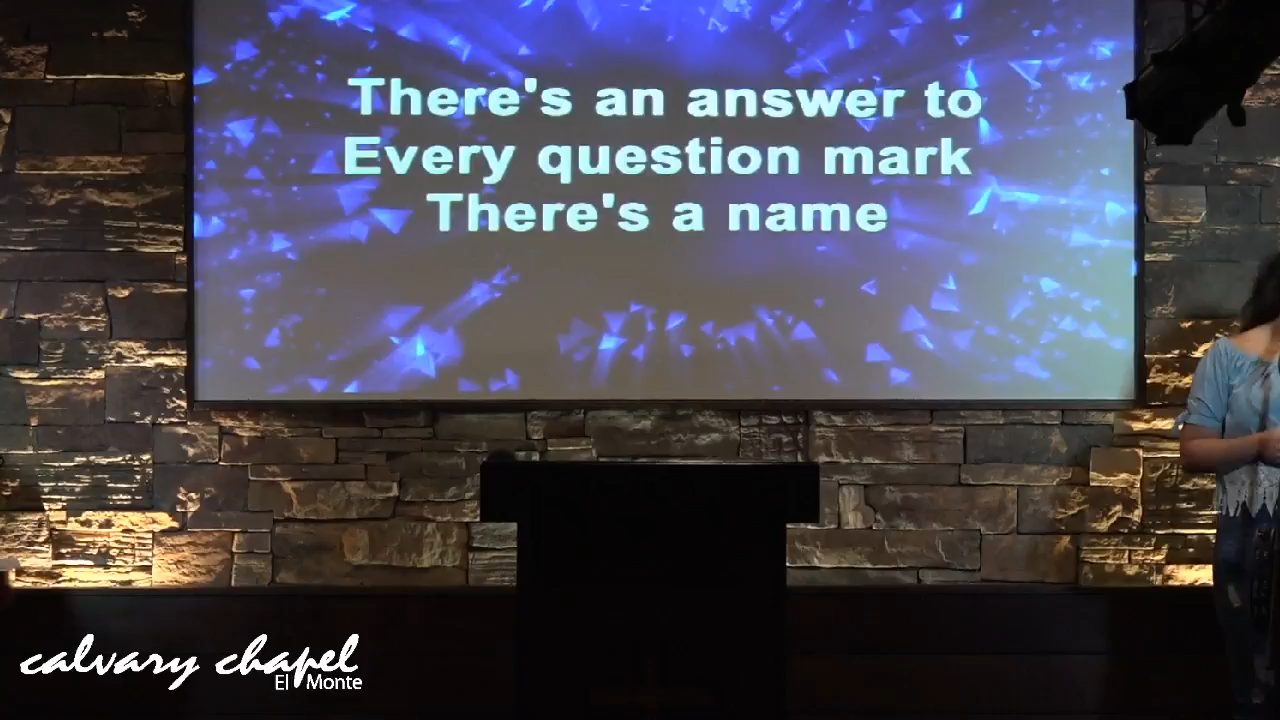 There's an answer to
Every question mark
There's a name
calvary chapel
El Monte